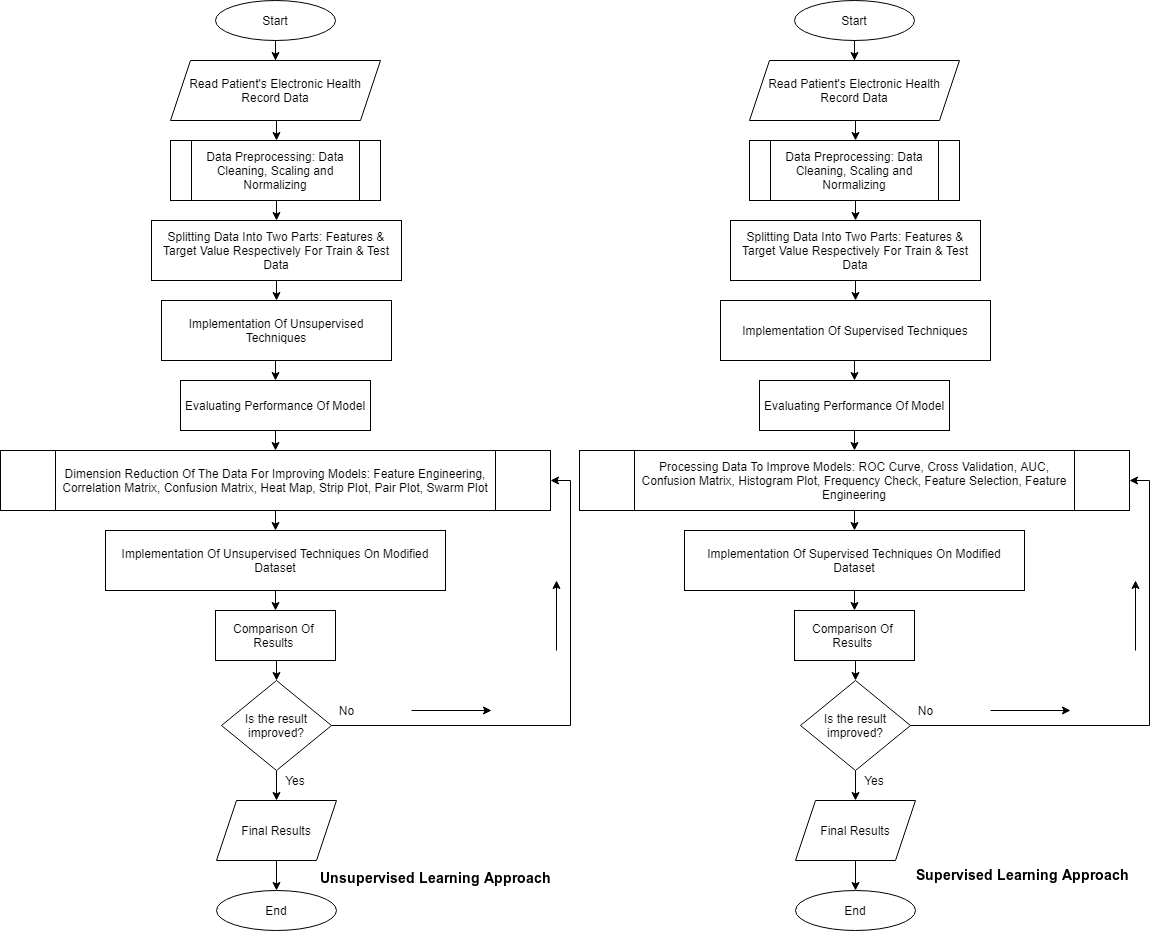 Start
Read Patient's Electronic Health
Record Data
Data Preprocessing: Data
Cleaning, Scaling and
Normalizing
Splitting Data Into Two Parts: Features &
Target Value Respectively For Train & Test
Data
Implementation Of Unsupervised
Techniques
Evaluating Performance Of Model
Dimension Reduction Of The Data For Improving Models: Feature Engineering,
Correlation Matrix, Confusion Matrix, Heat Map, Strip Plot, Pair Plot, Swarm Plot
Implementation Of Unsupervised Techniques On Modified
Dataset
Comparison Of
Results
Is the result
improved?
No
Yes
Final Results
Unsupervised Learning Approach
End
Start
Read Patient's Electronic Health
Record Data
Data Preprocessing: Data
Cleaning, Scaling and
Normalizing
Splitting Data Into Two Parts: Features &
Target Value Respectively For Train & Test
Data
Implementation Of Supervised Techniques
Evaluating Performance Of Model
Processing Data To Improve Models: ROC Curve, Cross Validation, AUC,
Confusion Matrix, Histogram Plot, Frequency Check, Feature Selection, Feature
Engineering
Implementation Of Supervised Techniques On Modified
Dataset
Comparison Of
Results
Is the result
improved?
No
Yes
Final Results
Supervised Learning Approach
End